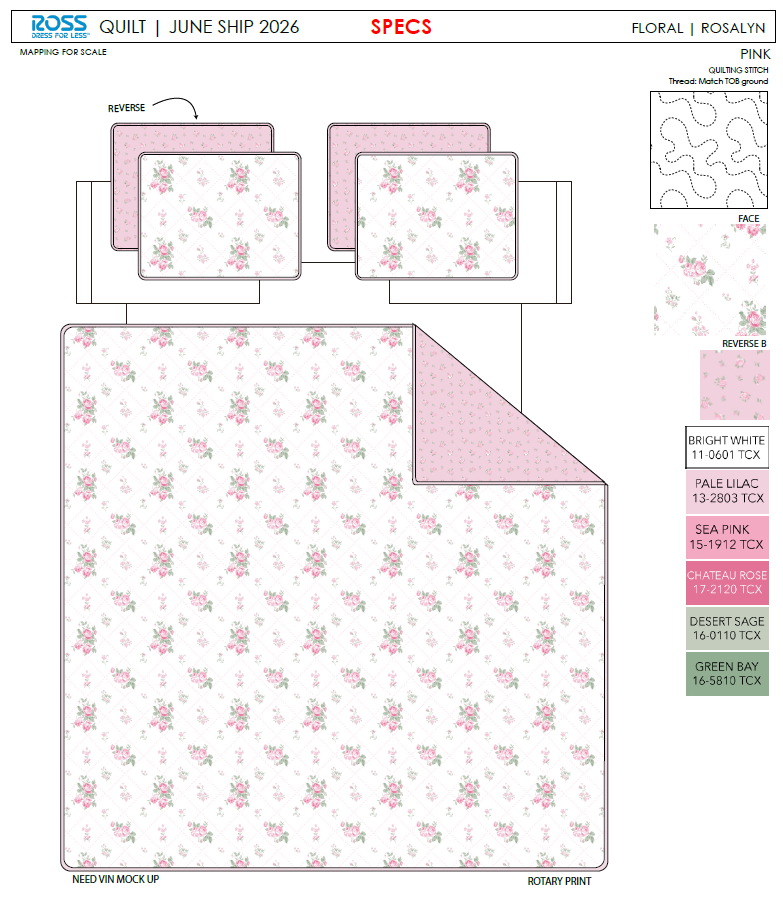 ROSS
DRESS FOR LESS
QUILT | JUNE SHIP 2026
SPECS
FLORAL | ROSALYN
MAPPING FOR SCALE
PINK
QUILTING STITCH
Thread: Match TOB ground
REVERSE
FACE
REVERSE B
BRIGHT WHITE
11-0601 TCX
PALE LILAC
13-2803 TCX
SEA PINK
15-1912 TCX
CHATEAU ROSE
17-2120 TCX
DESERT SAGE
16-0110 TCX
GREEN BAY
16-5810 TCX
NEED VIN MOCK UP
ROTARY PRINT